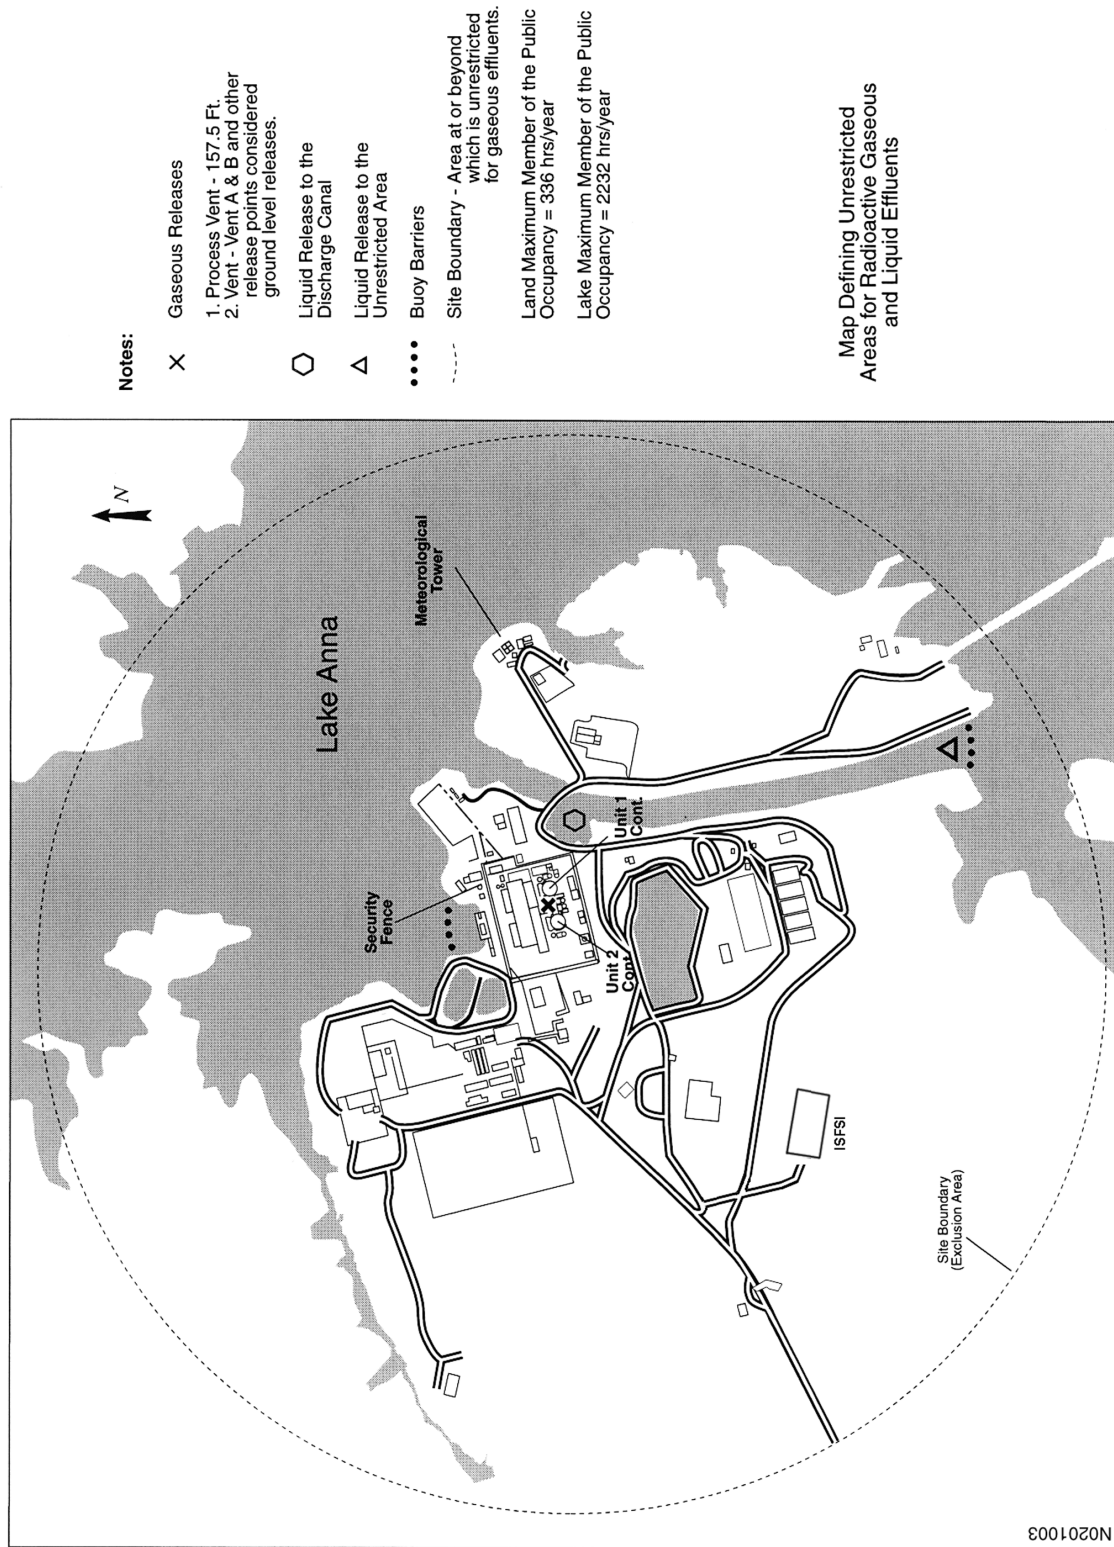 N
Lake Anna
Meteorological
Tower
Security
Fence
Unit 1
Cont.
Unit 2
Cont.
ISFSI
Site Boundary
(Exclusion Area)
Notes:
Gaseous Releases
1. Process Vent - 157.5 Ft.
2. Vent - Vent A & B and other
release points considered
ground level releases.
Liquid Release to the
Discharge Canal
Liquid Release to the
Unrestricted Area
Buoy Barriers
Site Boundary - Area at or beyond
which is unrestricted
for gaseous effluents.
Land Maximum Member of the Public
Occupancy = 336 hrs/year
Lake Maximum Member of the Public
Occupancy = 2232 hrs/year
Map Defining Unrestricted
Areas for Radioactive Gaseous
and Liquid Effluents
N0201003